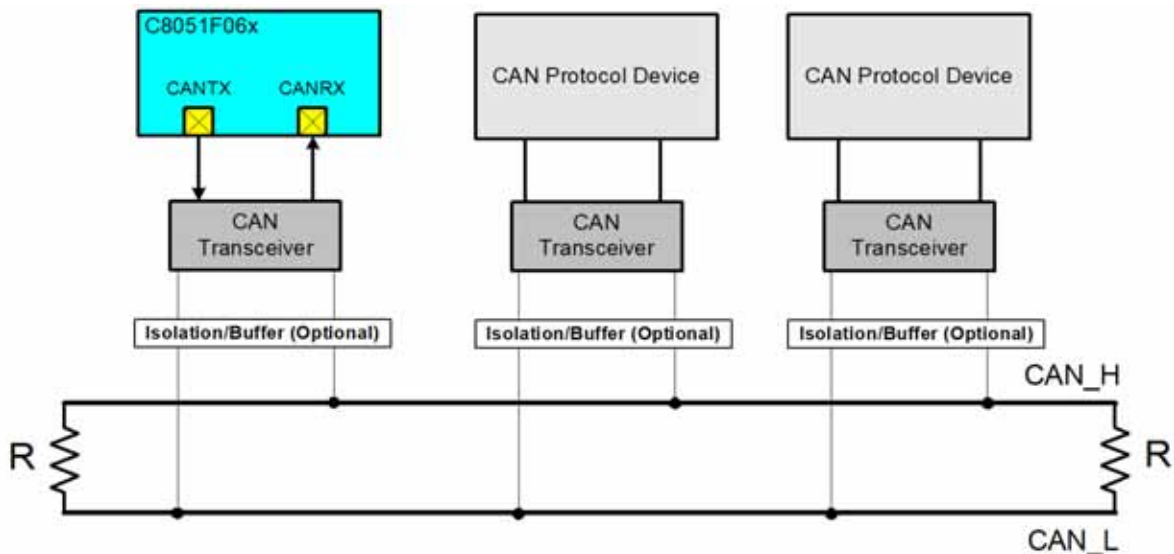 C8051F06x
CANTX CANRX
CAN Protocol Device
CAN Protocol Device
CAN
Transceiver
CAN
Transceiver
CAN
Transceiver
Isolation/Buffer (Optional)
Isolation/Buffer (Optional)
Isolation/Buffer (Optional)
CAN_H
R
R
CAN_L